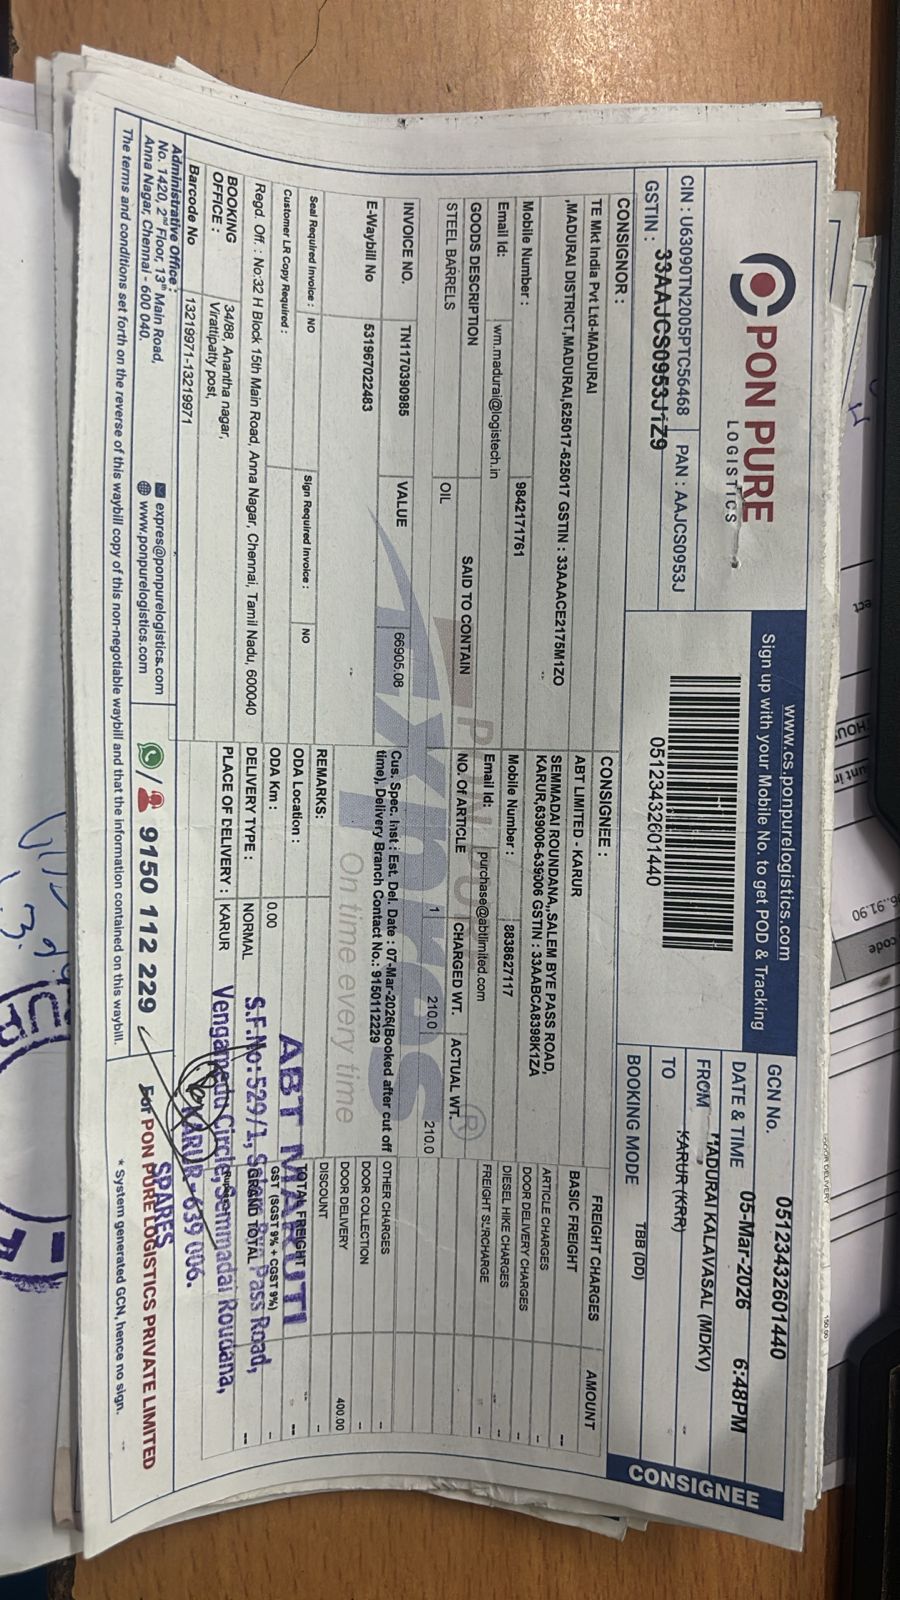 PON PURE
LOGISTICS
CIN : U63090TN2005PTC56468
PAN : AAJCS0953J
GSTIN : 33AAJCS0953J1Z9
www.cs.ponpurelogistics.com
Sign up with your Mobile No. to get POD & Tracking
05123432601440
GCN No. 05123432601440
DATE & TIME 05-Mar-2026 6:48PM
FROM MADURAI KALAVASAL (MDKV)
TO KARUR (KRR)
BOOKING MODE TBB (DD)
CONSIGNEE
CONSIGNOR :
TE Mkt India Pvt Ltd-MADURAI
,MADURAI DISTRICT,MADURAI,625017-625017 GSTIN : 33AAACE2175M1ZO
Mobile Number : 9842171761
Email Id: wm.madurai@logistech.in
CONSIGNEE :
ABT LIMITED - KARUR
SEMMADAI ROUNDANA,,SALEM BYE PASS ROAD,
KARUR,639006-639006 GSTIN : 33AABCA8398K1ZA
Mobile Number : 8838627117
Email Id: purchase@abtlimited.com
GOODS DESCRIPTION SAID TO CONTAIN NO. Of ARTICLE CHARGED WT. ACTUAL WT.
STEEL BARRELS OIL 1 210.0 210.0
INVOICE NO. TN1170390985 VALUE 66905.08
E-Waybill No 531967022483
Cus. Spec. Inst : Est. Del. Date : 07-Mar-2026(Booked after cut off
time), Delivery Branch Contact No.: 9150112229
Seal Required Invoice : NO Sign Required Invoice : NO
Customer LR Copy Required :
REMARKS:
ODA Location :
ODA Km : 0.00
DELIVERY TYPE : NORMAL
PLACE OF DELIVERY : KARUR
Regd. Off. : No:32 H Block 15th Main Road, Anna Nagar, Chennai, Tamil Nadu, 600040
BOOKING OFFICE : 34/88, Anantha nagar,
Virattipatty post,
Barcode No 13219971-13219971
FREIGHT CHARGES AMOUNT
BASIC FREIGHT --
ARTICLE CHARGES --
DOOR DELIVERY CHARGES --
DIESEL HIKE CHARGES --
FREIGHT SURCHARGE --
OTHER CHARGES --
DOOR COLLECTION --
DOOR DELIVERY 400.00
DISCOUNT --
TOTAL FREIGHT --
GST (SGST 9% + CGST 9%) --
GRAND TOTAL --
PON PURE
EXpres
On time every time
ABT MARUTI
S.F.No: 529/1, Salem Bye Pass Road,
Vengamedu Circle, Semmadai Roudana,
KARUR - 639 006.
SPARES
Administrative Office :
No. 1420, 2nd Floor, 13th Main Road,
Anna Nagar, Chennai - 600 040.
expres@ponpurelogistics.com
www.ponpurelogistics.com
9150 112 229
For PON PURE LOGISTICS PRIVATE LIMITED
The terms and conditions set forth on the reverse of this waybill copy of this non-negotiable waybill and that the information contained on this waybill.
* System generated GCN, hence no sign.